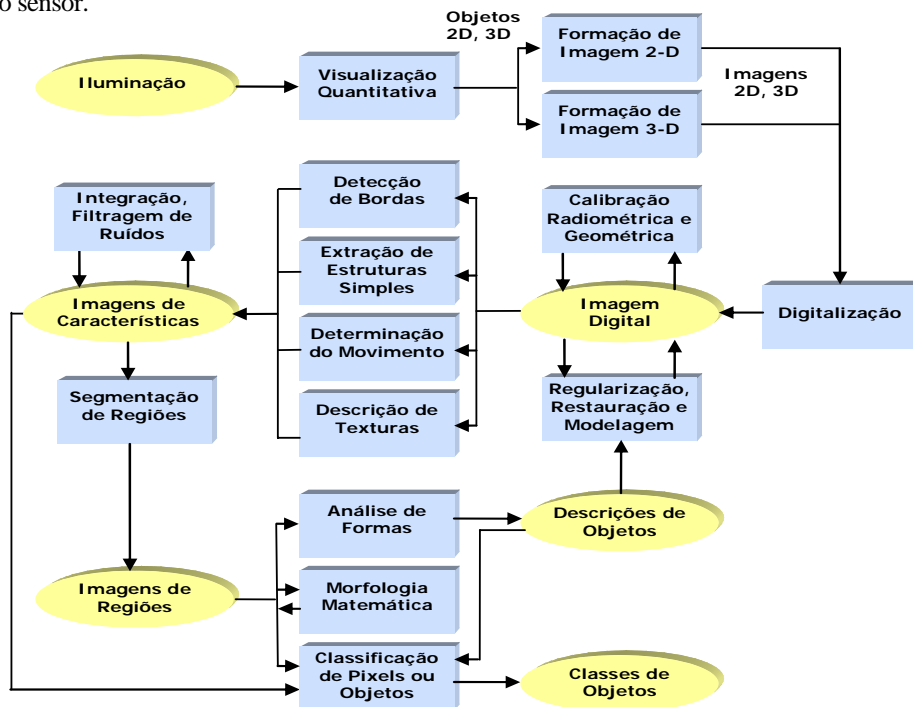 o sensor.
Objetos
2D, 3D
Iluminação
Visualização
Quantitativa
Formação de
Imagem 2-D
Imagens
2D, 3D
Formação de
Imagem 3-D
Integração,
Filtragem de
Ruídos
Detecção
de Bordas
Calibração
Radiométrica e
Geométrica
Extração de
Estruturas
Simples
Imagens de
Características
Imagem
Digital
Digitalização
Determinação
do Movimento
Segmentação
de Regiões
Descrição de
Texturas
Regularização,
Restauração e
Modelagem
Análise de
Formas
Descrições de
Objetos
Imagens de
Regiões
Morfologia
Matemática
Classificação
de Pixels ou
Objetos
Classes de
Objetos